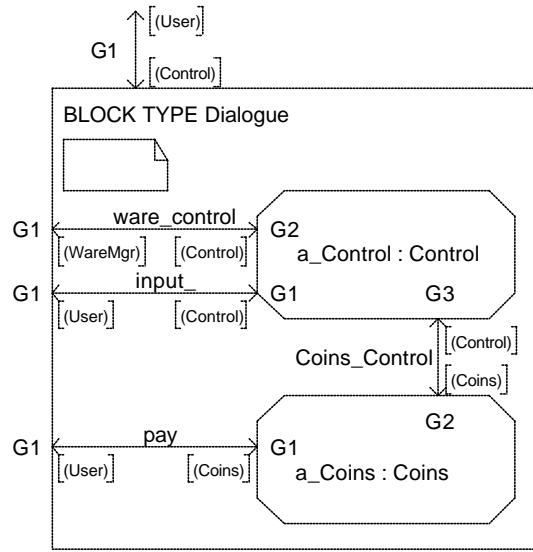 [(User)]
G1
[(Control)]
BLOCK TYPE Dialogue
G1 ware_control G2
[(WareMgr)] [(Control)] a_Control : Control
G1 input_ G1 G3
[(User)] [(Control)]
[(Control)]
Coins_Control
[(Coins)]
G2
G1 pay G1
[(User)] [(Coins)] a_Coins : Coins